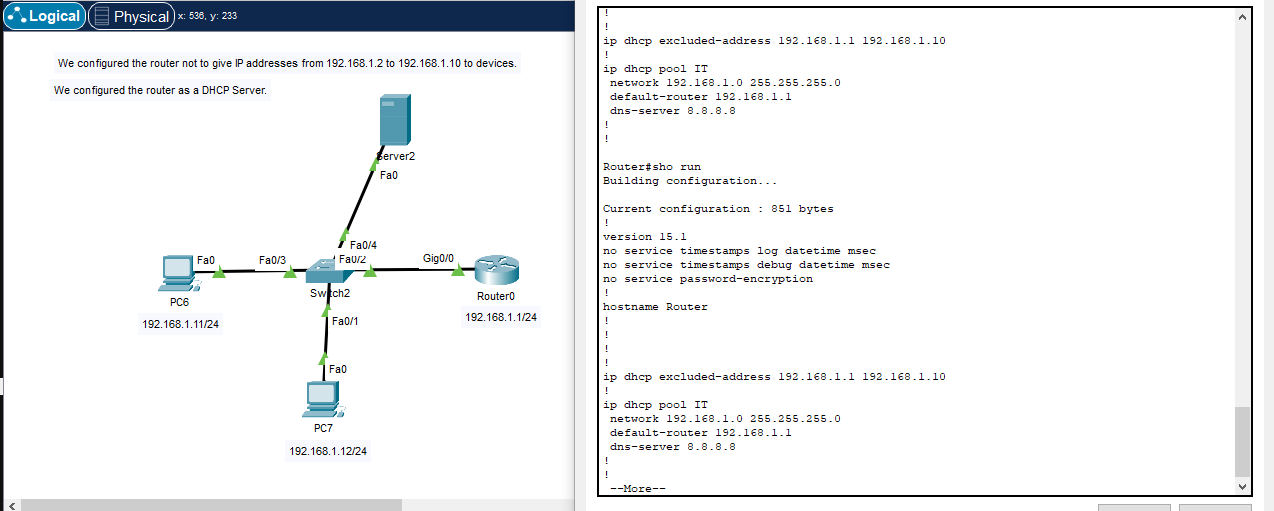 Logical
Physical
x: 536, y: 233
We configured the router not to give IP addresses from 192.168.1.2 to 192.168.1.10 to devices.
We configured the router as a DHCP Server.
Server2
Fa0
Fa0/4
Fa0/2
Gig0/0
Fa0
Fa0/3
Switch2
Router0
PC6
192.168.1.1/24
192.168.1.11/24
Fa0/1
Fa0
PC7
192.168.1.12/24
!
!
ip dhcp excluded-address 192.168.1.1 192.168.1.10
!
ip dhcp pool IT
network 192.168.1.0 255.255.255.0
default-router 192.168.1.1
dns-server 8.8.8.8
!
!
Router#sho run
Building configuration...
Current configuration : 851 bytes
!
version 15.1
no service timestamps log datetime msec
no service timestamps debug datetime msec
no service password-encryption
!
hostname Router
!
!
!
!
ip dhcp excluded-address 192.168.1.1 192.168.1.10
!
ip dhcp pool IT
network 192.168.1.0 255.255.255.0
default-router 192.168.1.1
dns-server 8.8.8.8
!
!
--More--